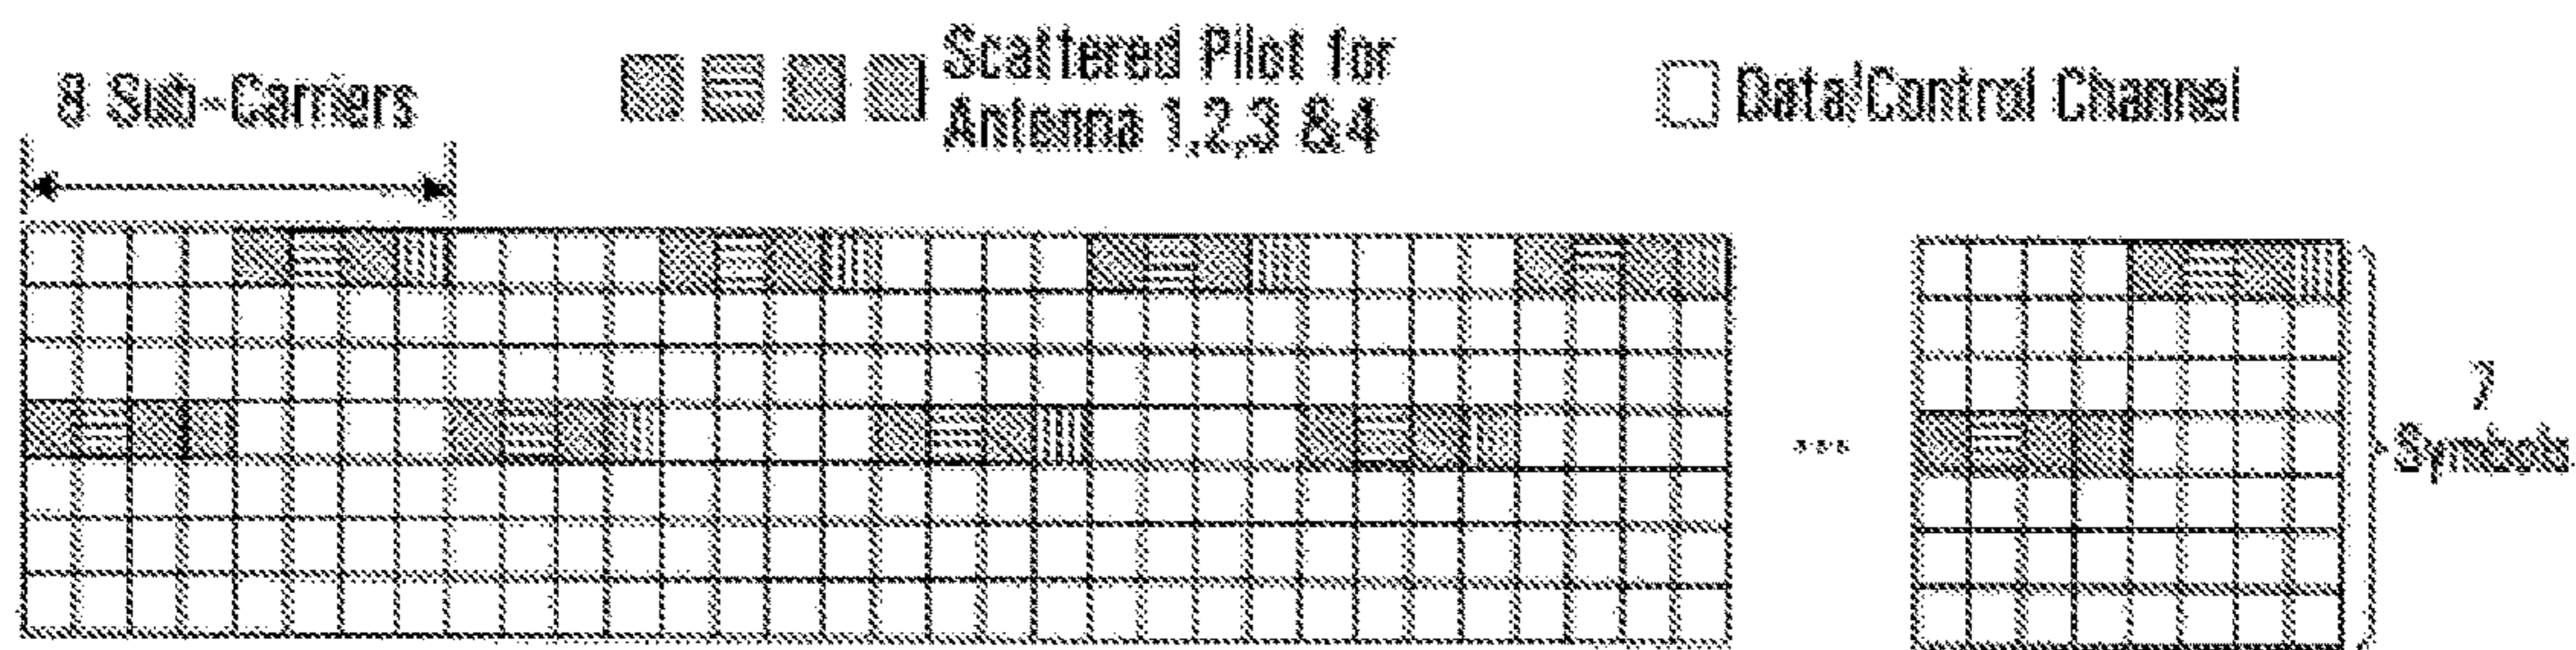 8 Sub-Carriers
Scattered Pilot for
Antenna 1,2,3 &4
Data/Control Channel
...
7
Symbols